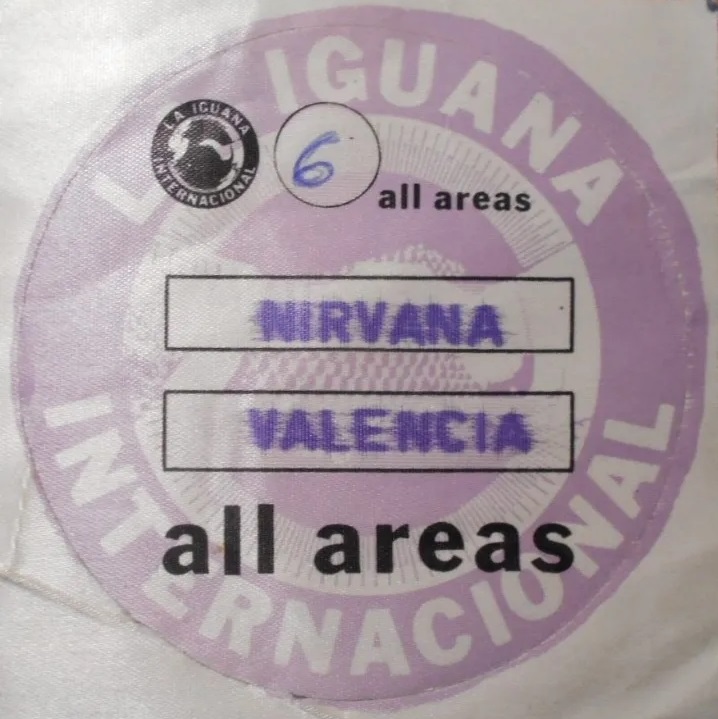 LA IGUANA
INTERNACIONAL
LA IGUANA
INTERNACIONAL
6
all areas
NIRVANA
VALENCIA
all areas